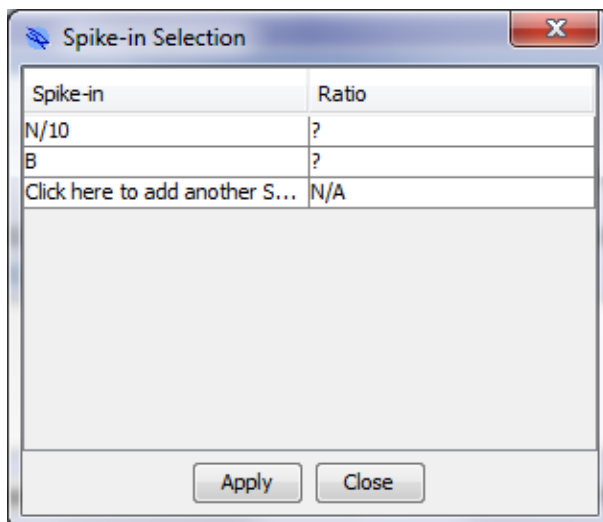 Spike-in Selection
Spike-in Ratio
N/10 ?
B ?
Click here to add another S... N/A
Apply Close